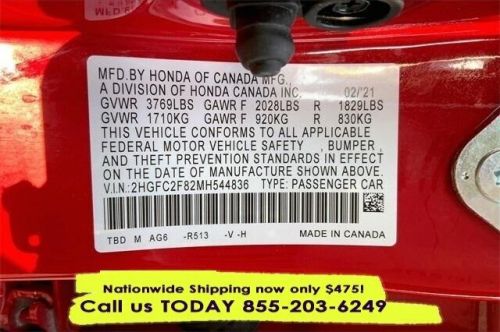 MFD.BY HONDA OF CANADA MFG.,
A DIVISION OF HONDA CANADA INC. 02/'21
GVWR 3769LBS GAWR F 2028LBS R 1829LBS
GVWR 1710KG GAWR F 920KG R 830KG
THIS VEHICLE CONFORMS TO ALL APPLICABLE
FEDERAL MOTOR VEHICLE SAFETY , BUMPER ,
AND THEFT PREVENTION STANDARDS IN EFFECT
ON THE DATE OF MANUFACTURE SHOWN ABOVE.
V.I.N.:2HGFC2F82MH544836 TYPE: PASSENGER CAR
TBD M AG6 -R513 -V -H MADE IN CANADA
Nationwide Shipping now only $475!
Call us TODAY 855-203-6249